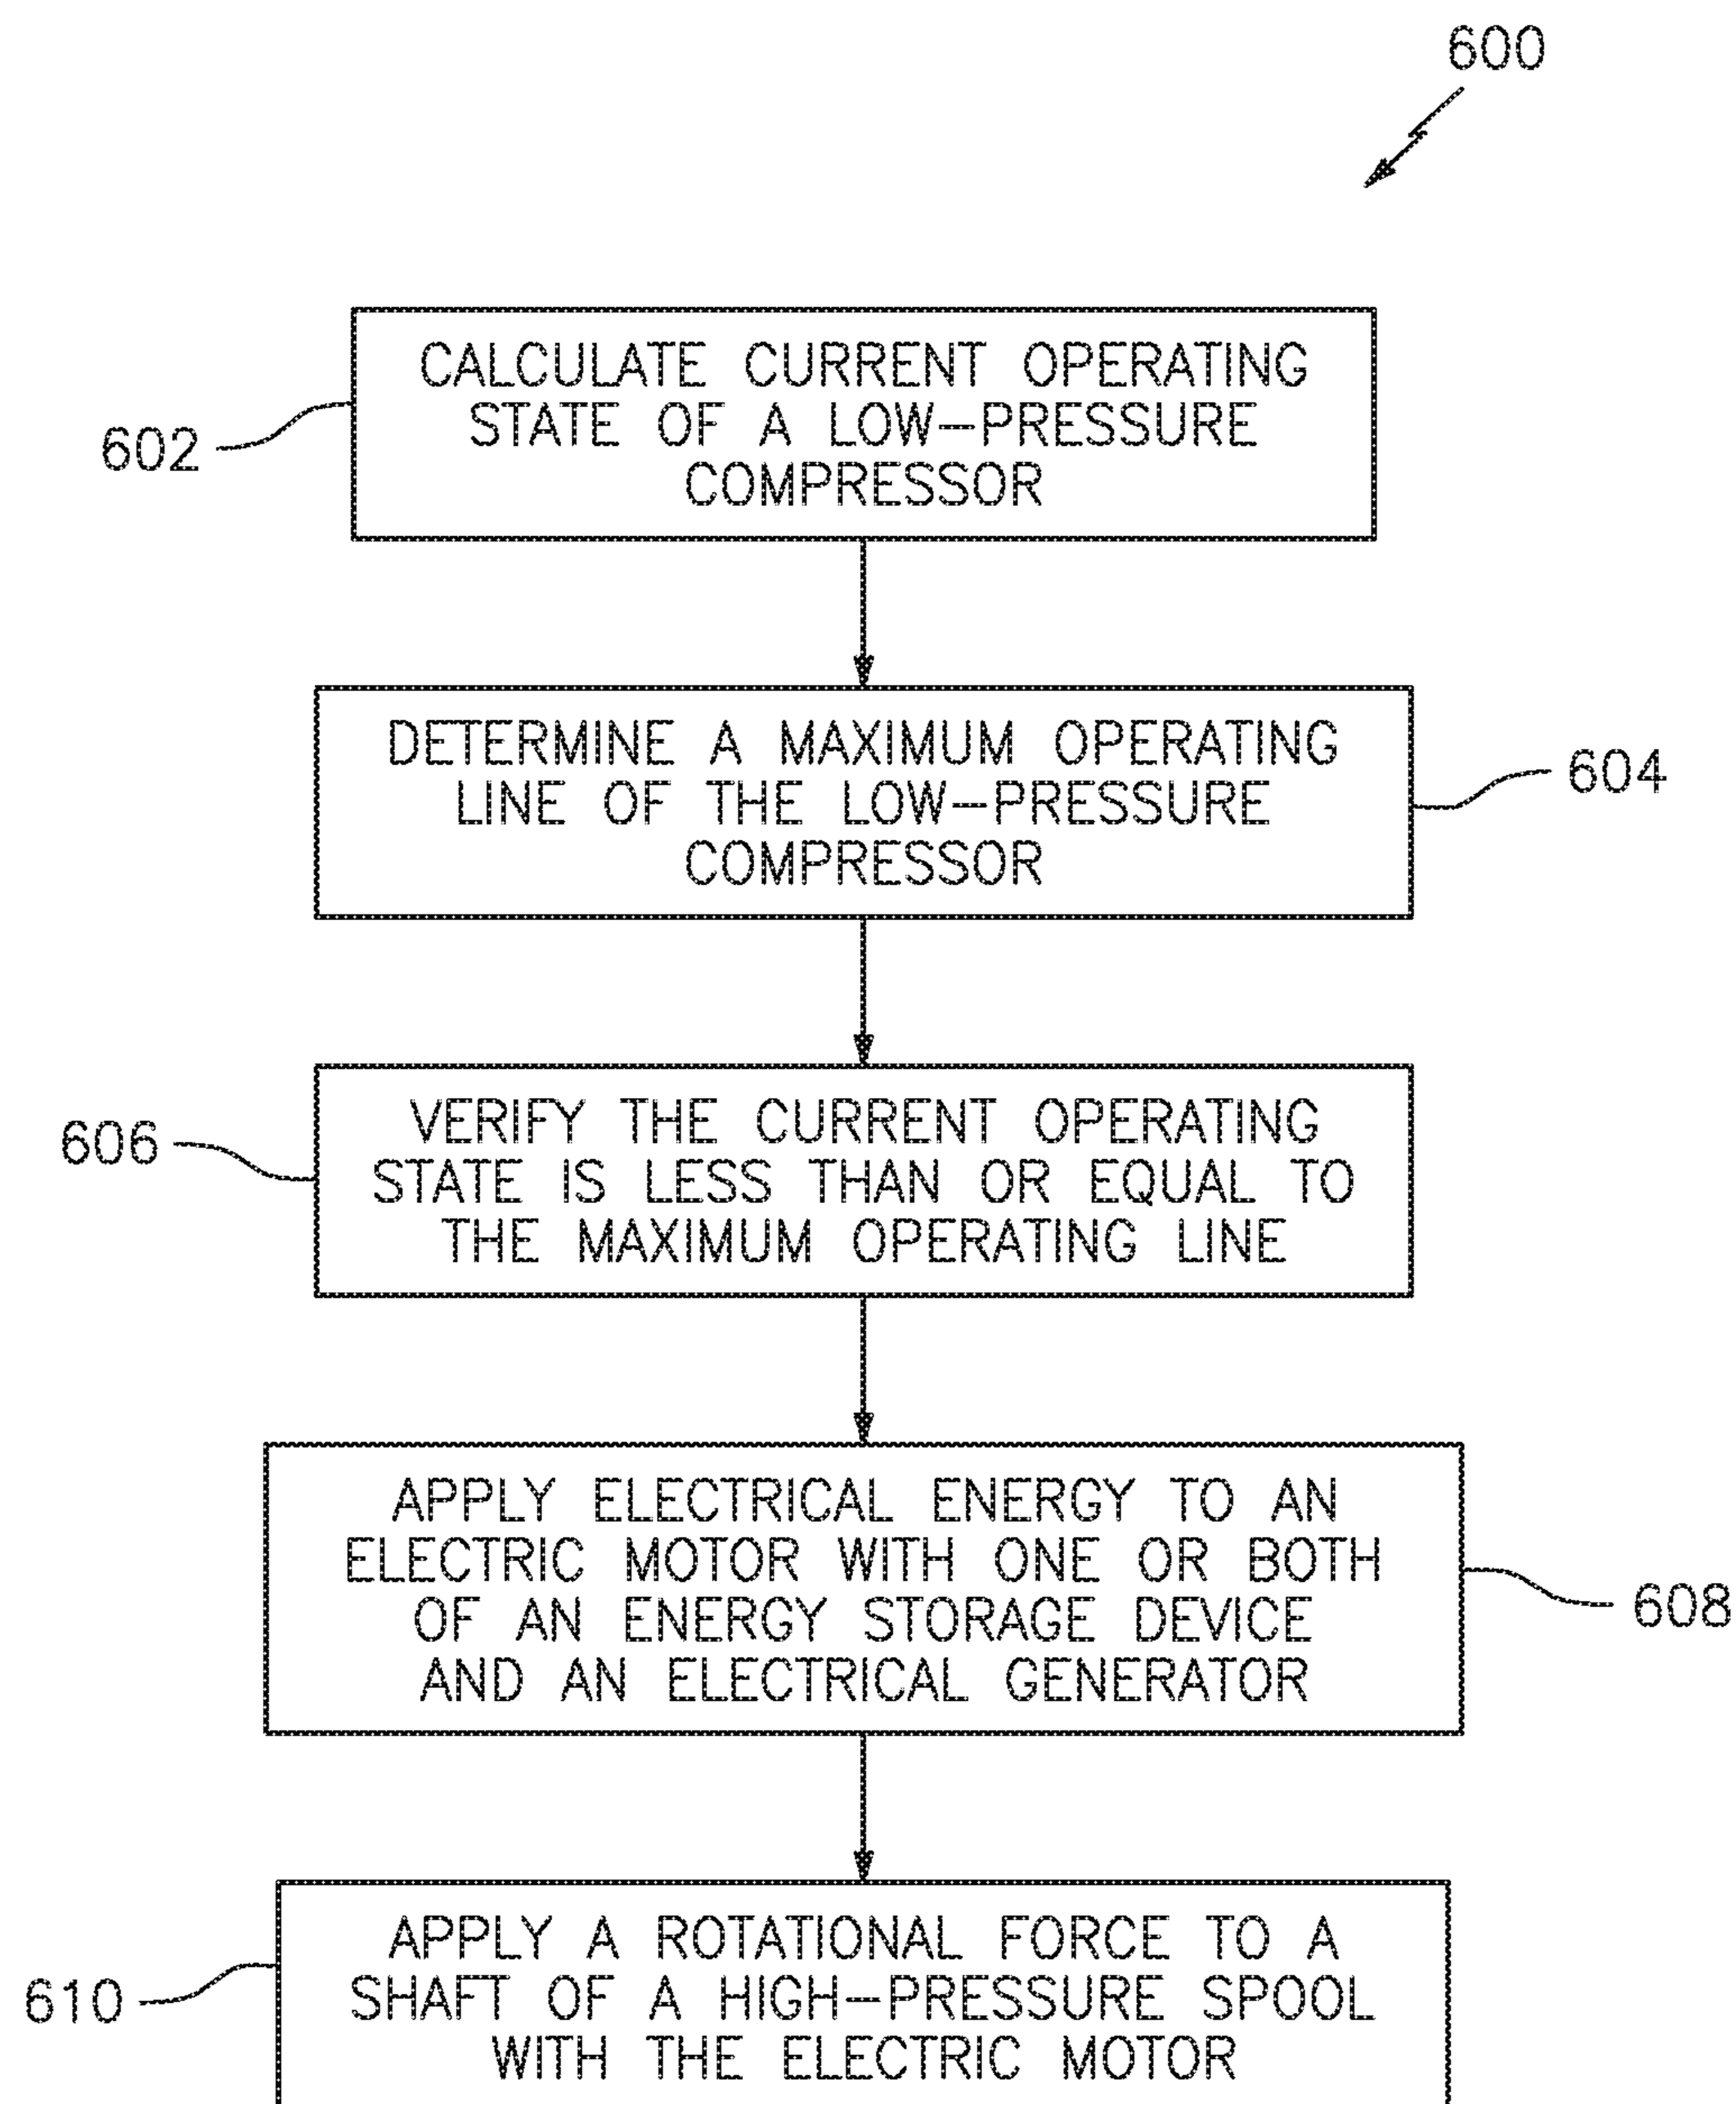 600
602
CALCULATE CURRENT OPERATING
STATE OF A LOW-PRESSURE
COMPRESSOR
DETERMINE A MAXIMUM OPERATING
LINE OF THE LOW-PRESSURE
COMPRESSOR
604
606
VERIFY THE CURRENT OPERATING
STATE IS LESS THAN OR EQUAL TO
THE MAXIMUM OPERATING LINE
APPLY ELECTRICAL ENERGY TO AN
ELECTRIC MOTOR WITH ONE OR BOTH
OF AN ENERGY STORAGE DEVICE
AND AN ELECTRICAL GENERATOR
608
610
APPLY A ROTATIONAL FORCE TO A
SHAFT OF A HIGH-PRESSURE SPOOL
WITH THE ELECTRIC MOTOR